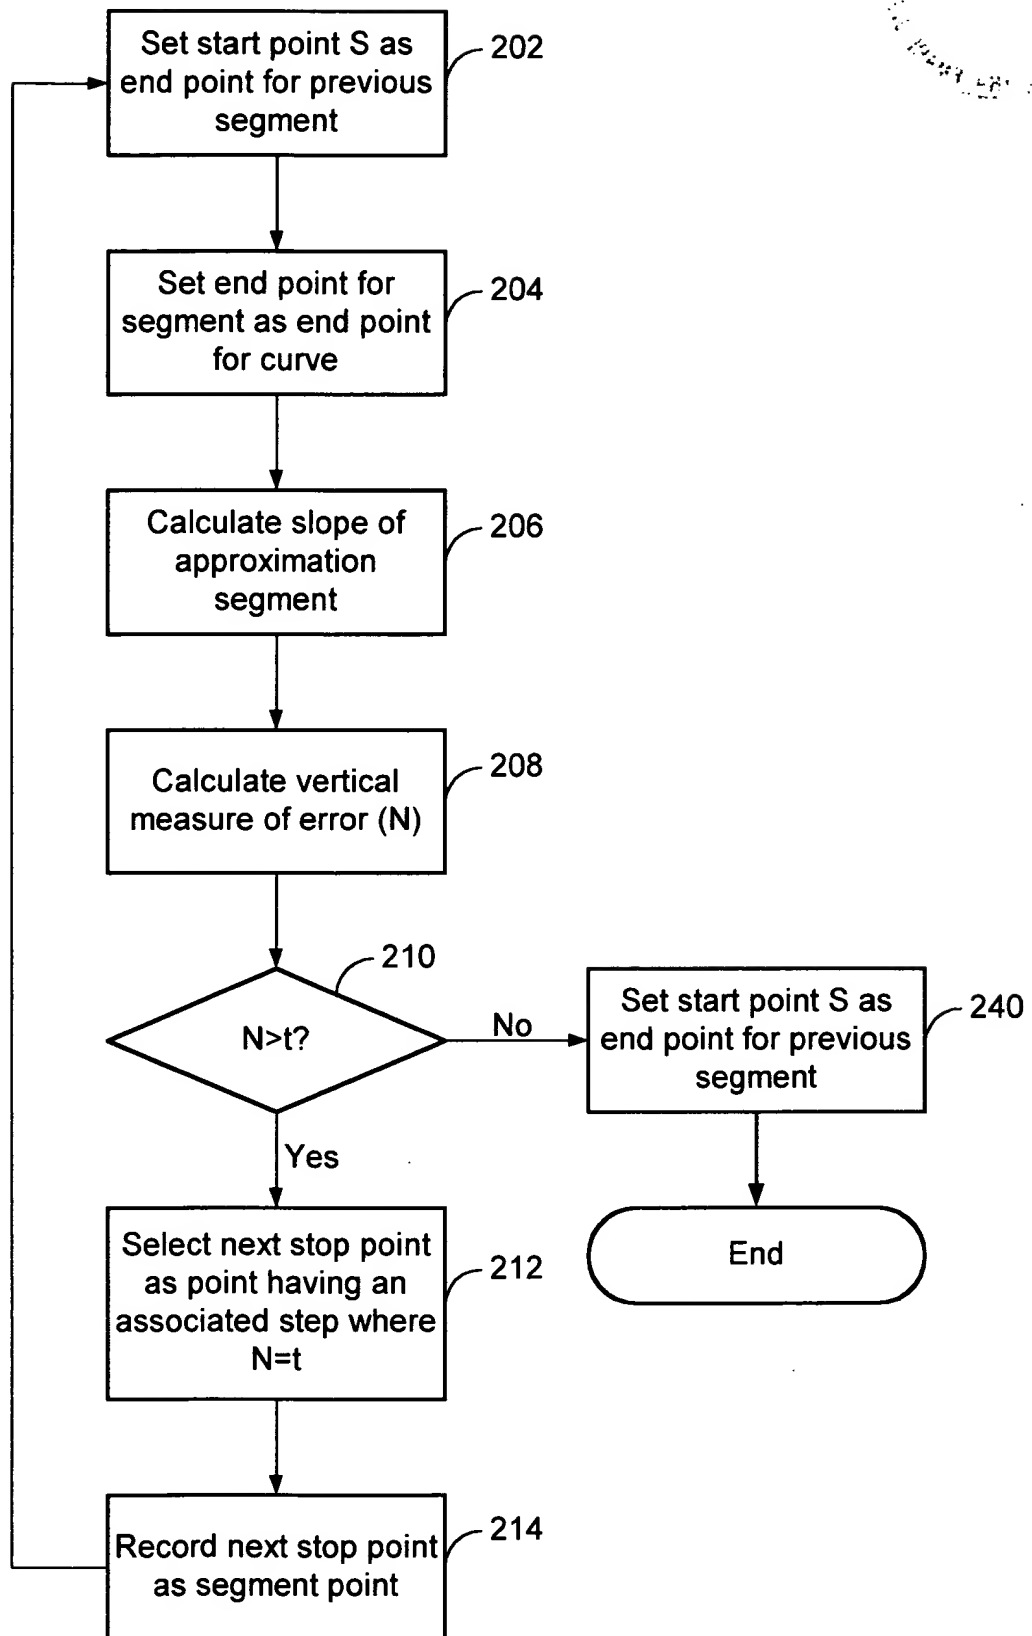 Set start point S as
end point for previous
segment
202
Set end point for
segment as end point
for curve
204
Calculate slope of
approximation
segment
206
Calculate vertical
measure of error (N)
208
210
N>t?
No
Set start point S as
end point for previous
segment
240
Yes
Select next stop point
as point having an
associated step where
N=t
212
End
Record next stop point
as segment point
214